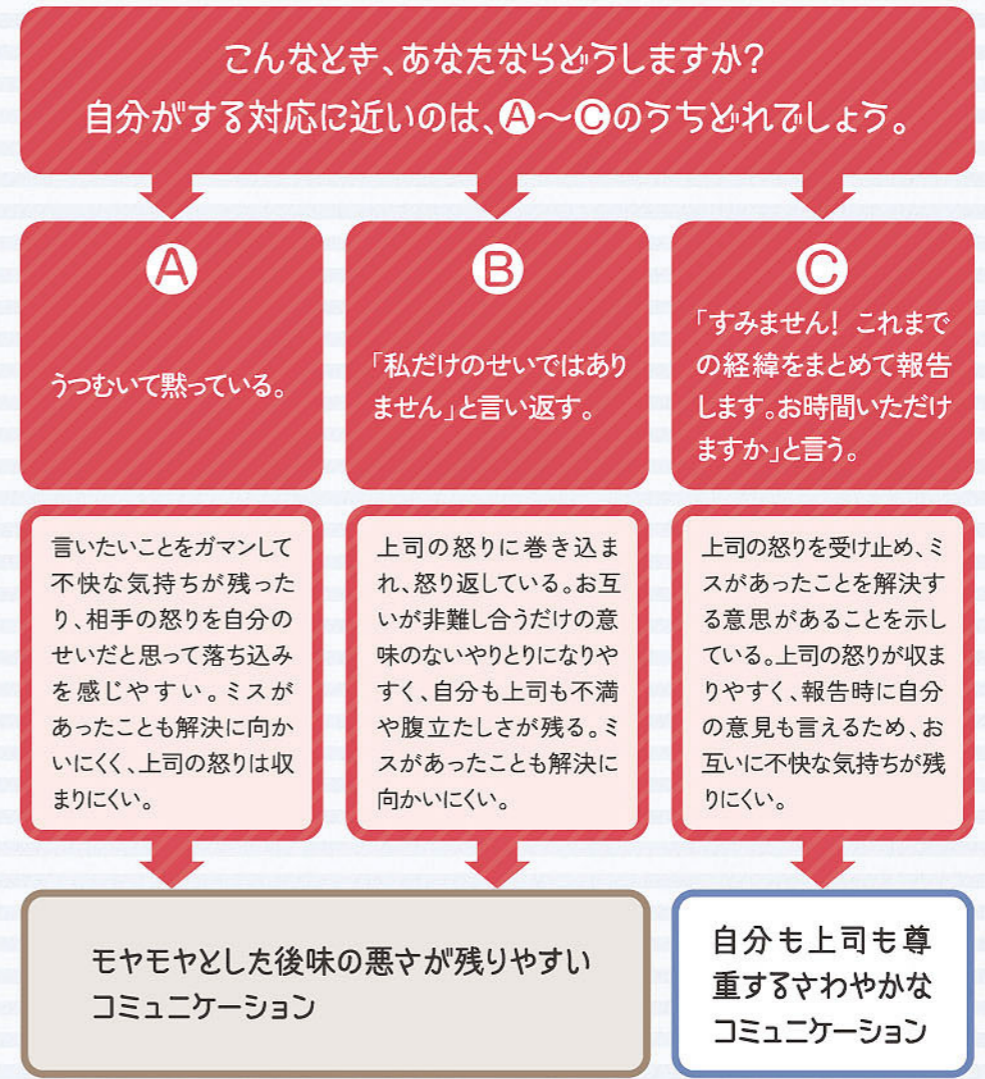 こんなとき、あなたならどうしますか?
自分がする対応に近いのは、Ⓐ〜Ⓒのうちどれでしょう。
A
うつむいて黙っている。
B
「私だけのせいではあり
ません」と言い返す。
C
「すみません! これまで
の経緯をまとめて報告
します。お時間いただけ
ますか」と言う。
言いたいことをガマンして
不快な気持ちが残った
り、相手の怒りを自分の
せいだと思って落ち込み
を感じやすい。ミスが
あったことも解決に向か
いにくく、上司の怒りは収
まりにくい。
上司の怒りに巻き込ま
れ、怒り返している。お互
いが非難し合うだけの意
味のないやりとりになりや
すく、自分も上司も不満
や腹立たしさが残る。ミ
スがあったことも解決に
向かいにくい。
上司の怒りを受け止め、ミ
スがあったことを解決す
る意思があることを示し
ている。上司の怒りが収ま
りやすく、報告時に自分
の意見も言えるため、お
互いに不快な気持ちが残
りにくい。
モヤモヤとした後味の悪さが残りやすい
コミュニケーション
自分も上司も尊
重するさわやかな
コミュニケーション